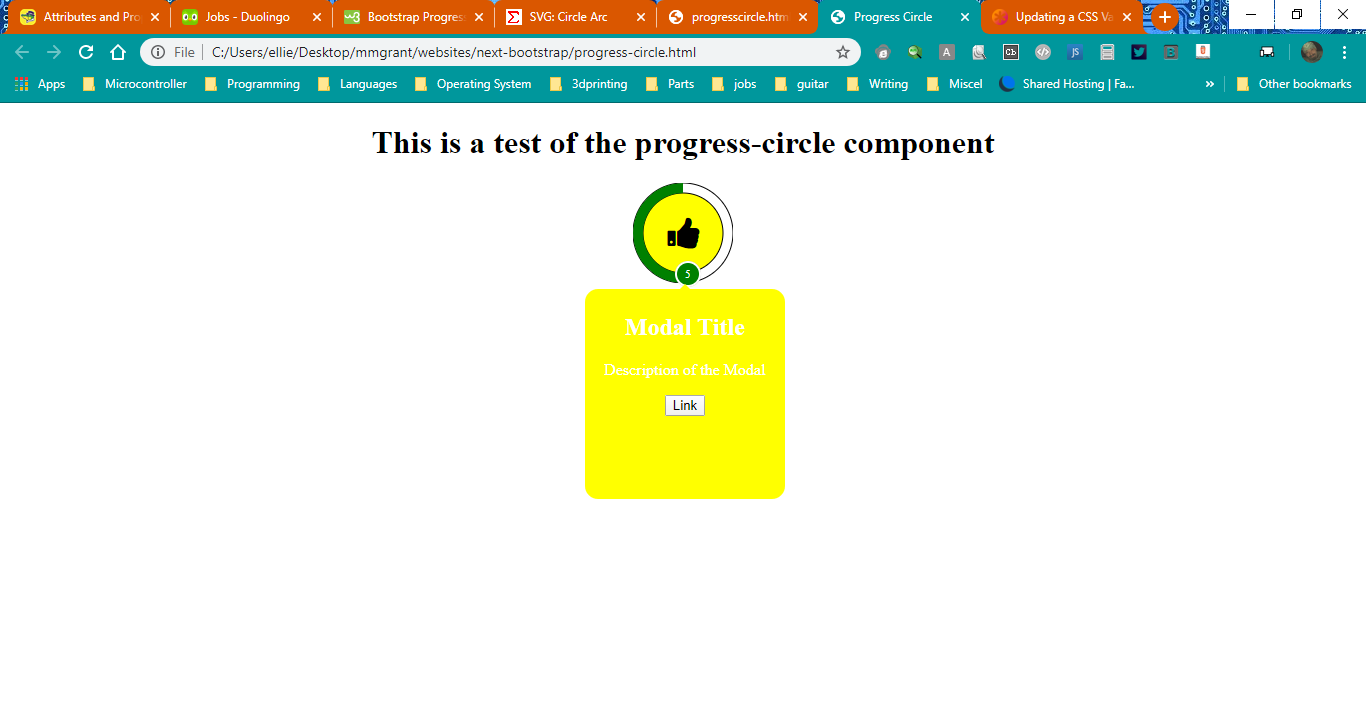 Attributes and Pro
Jobs - Duolingo
Bootstrap Progres
SVG: Circle Arc
progresscircle.htm
Progress Circle
Updating a CSS Va
File
C:/Users/ellie/Desktop/mmgrant/websites/next-bootstrap/progress-circle.html
Apps
Microcontroller
Programming
Languages
Operating System
3dprinting
Parts
jobs
guitar
Writing
Miscel
Shared Hosting | Fa...
»
Other bookmarks
This is a test of the progress-circle component
5
Modal Title
Description of the Modal
Link